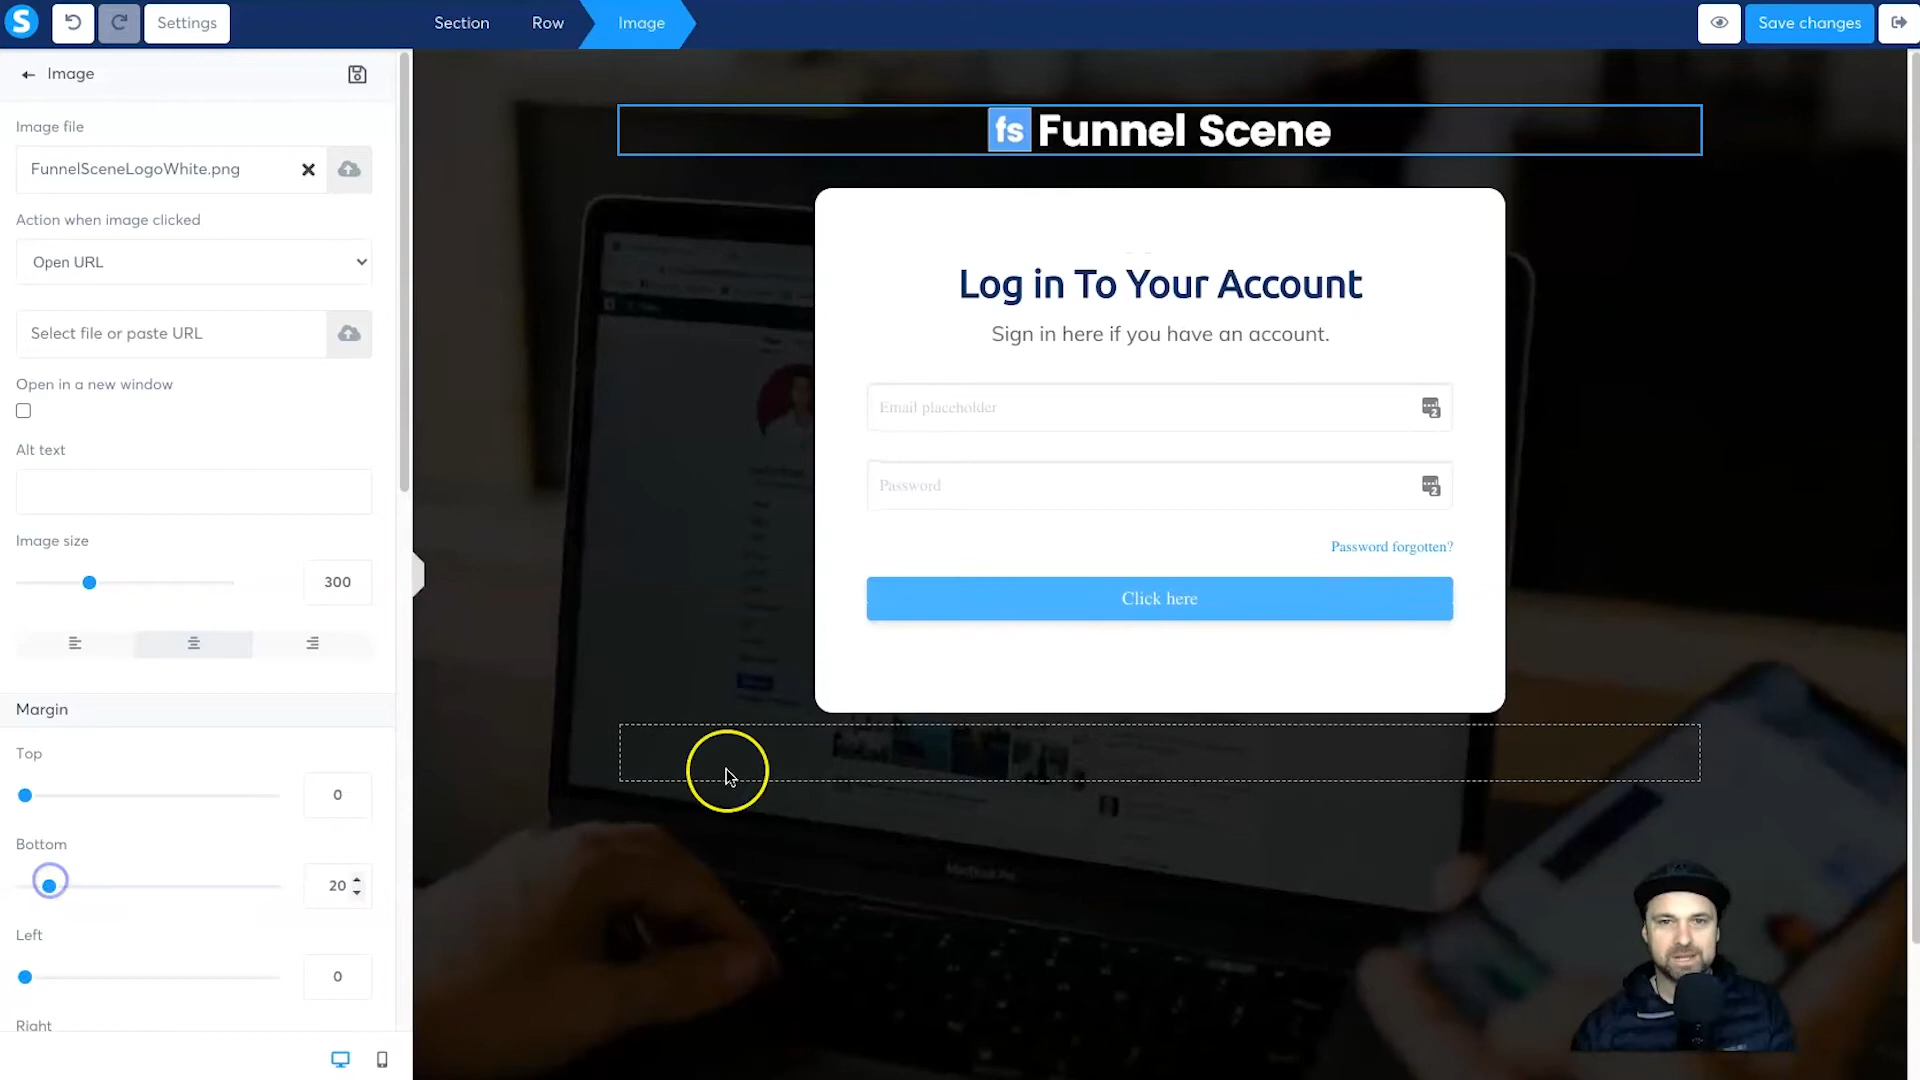 S
Settings
Section
Row
Image
Save changes
Image
Image file
FunnelSceneLogoWhite.png
Action when image clicked
Open URL
Select file or paste URL
Open in a new window
Alt text
Image size
300
Margin
Top
0
Bottom
20
Left
0
Right
fs Funnel Scene
Log in To Your Account
Sign in here if you have an account.
Email placeholder
2
Password
2
Password forgotten?
Click here